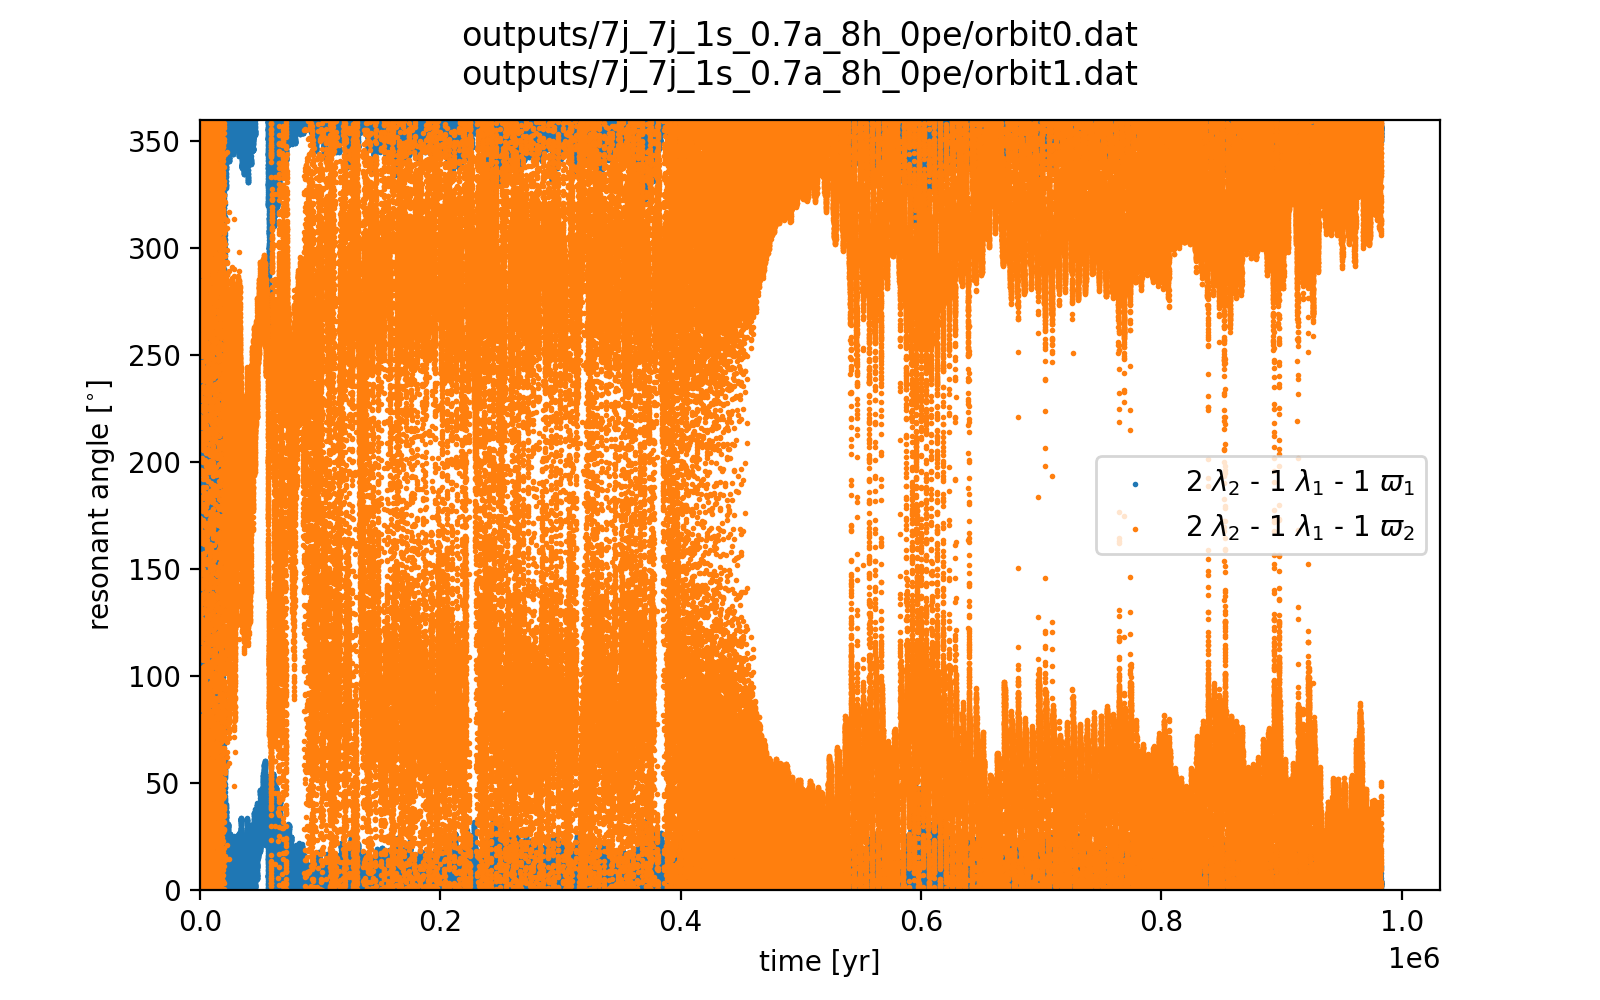 outputs/7j_7j_1s_0.7a_8h_0pe/orbit0.dat
outputs/7j_7j_1s_0.7a_8h_0pe/orbit1.dat
350
300
250
200
150
100
50
0
resonant angle [°]
2 λ₂ - 1 λ₁ - 1 ϖ₁
2 λ₂ - 1 λ₁ - 1 ϖ₂
0.0 0.2 0.4 0.6 0.8 1.0
1e6
time [yr]